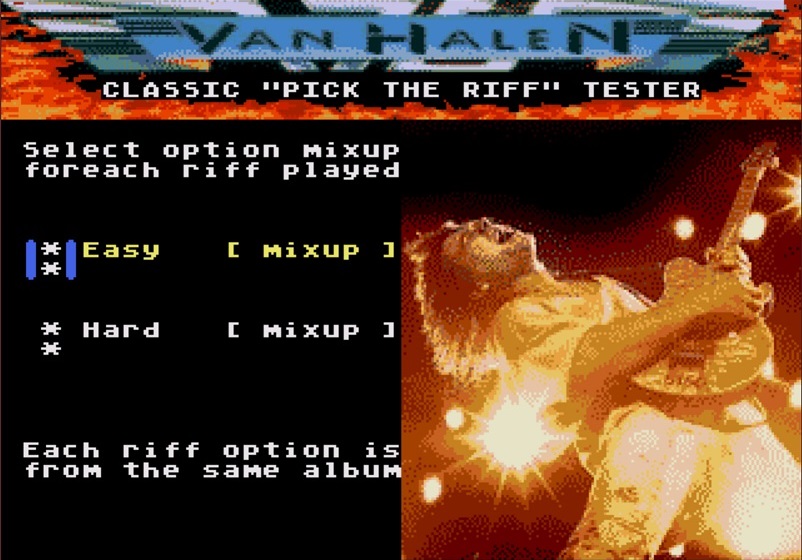 VAN HALEN
CLASSIC "PICK THE RIFF" TESTER
Select option mixup
foreach riff played
* Easy [ mixup ]
*
* Hard [ mixup ]
*
Each riff option is
from the same album